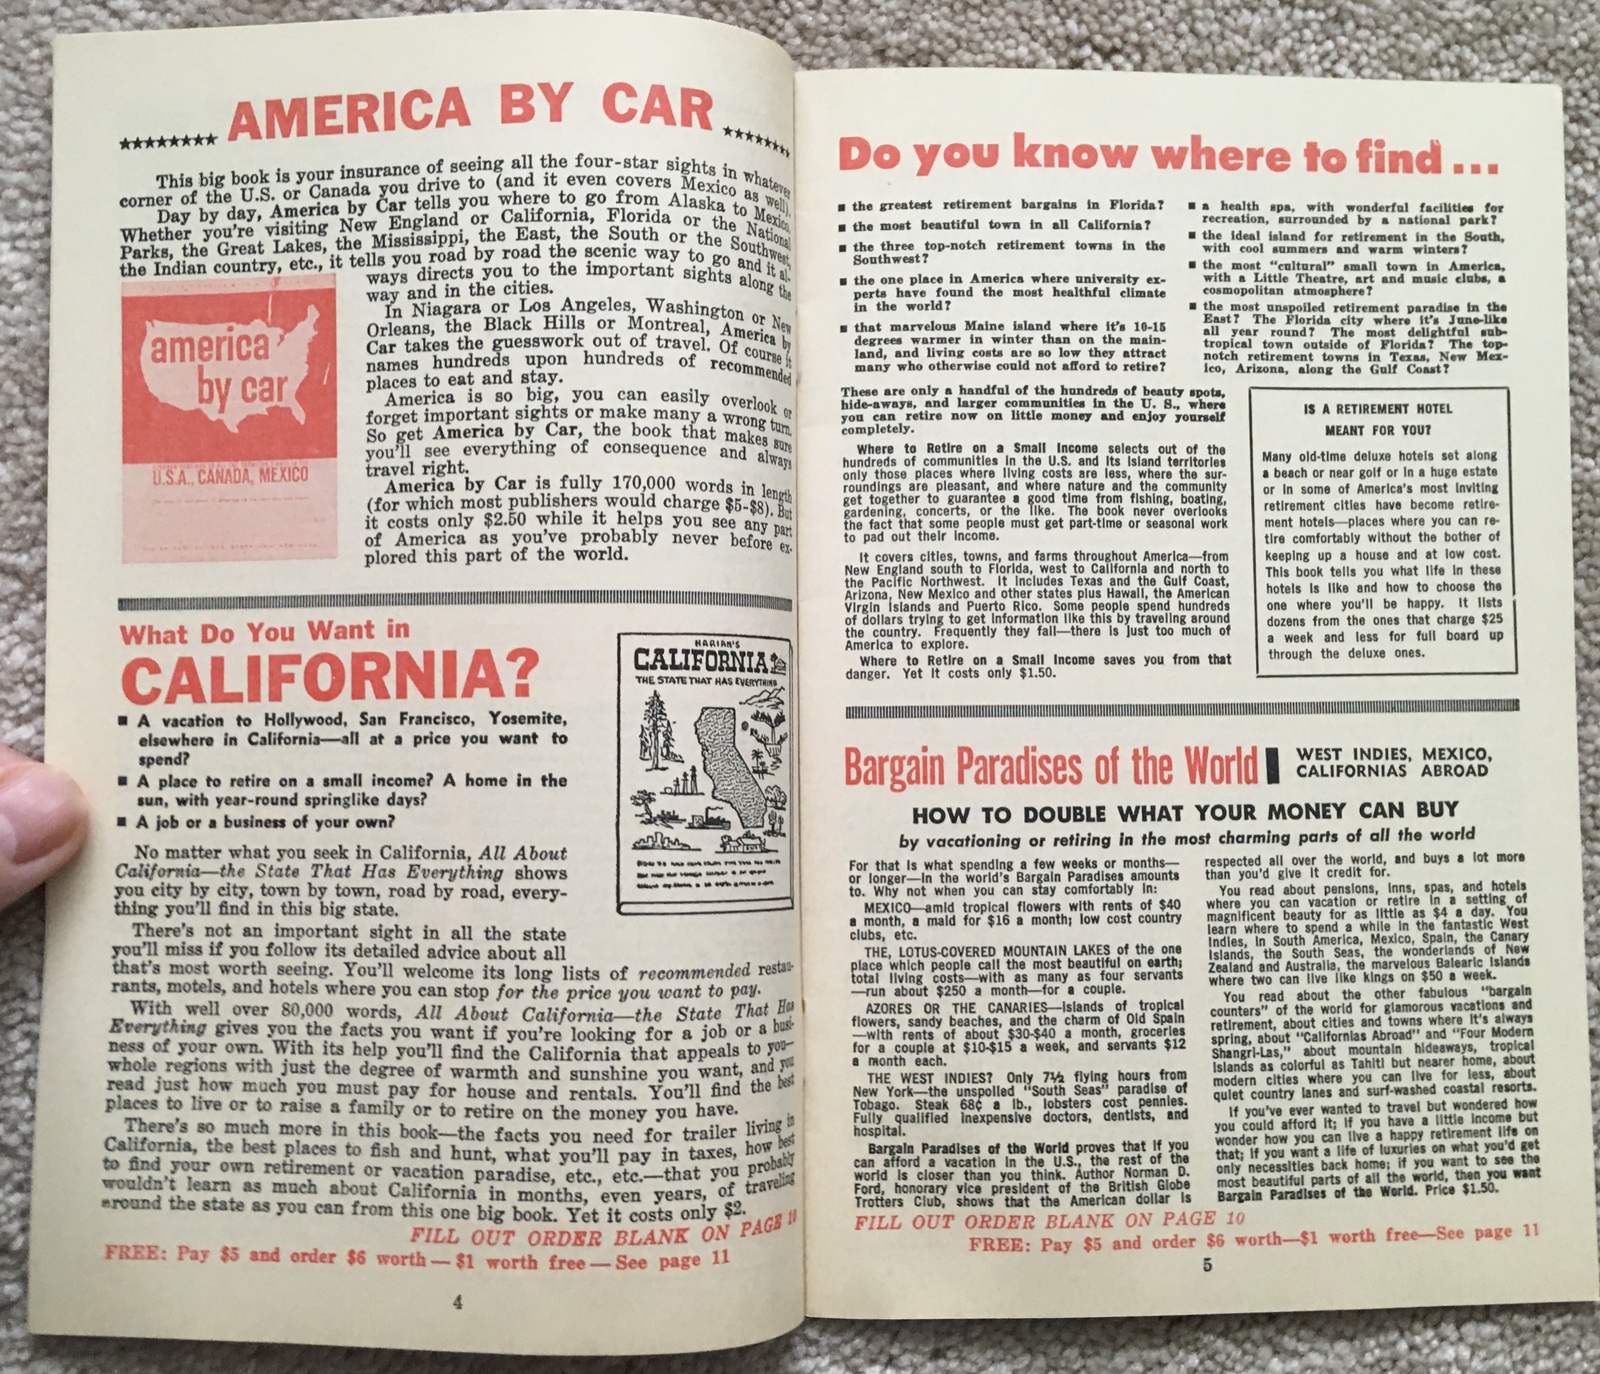 AMERICA BY CAR
This big book is your insurance of seeing all the four-star sights in whatever
corner of the U.S. or Canada you drive to (and it even covers Mexico as well).
Day by day, America by Car tells you where to go from Alaska to Mexico.
Whether you're visiting New England or California, Florida or the National
Parks, the Great Lakes, the Mississippi, the East, the South or the Southwest,
the Indian country, etc., it tells you road by road the scenic way to go and it al-
ways directs you to the important sights along the
way and in the cities.
In Niagara or Los Angeles, Washington or New
Orleans, the Black Hills or Montreal, America by
Car takes the guesswork out of travel. Of course it
names hundreds upon hundreds of recommended
places to eat and stay.
America is so big, you can easily overlook or
forget important sights or make many a wrong turn.
So get America by Car, the book that makes sure
you'll see everything of consequence and always
travel right.
America by Car is fully 170,000 words in length
(for which most publishers would charge $5-$8). But
it costs only $2.50 while it helps you see any part
of America as you've probably never before ex-
plored this part of the world.
america
by car
U.S.A., CANADA, MEXICO
What Do You Want in
CALIFORNIA?
■ A vacation to Hollywood, San Francisco, Yosemite,
elsewhere in California—all at a price you want to
spend?
■ A place to retire on a small income? A home in the
sun, with year-round springlike days?
■ A job or a business of your own?
HARIAN'S
CALIFORNIA
THE STATE THAT HAS EVERYTHING
No matter what you seek in California, All About
California—the State That Has Everything shows
you city by city, town by town, road by road, every-
thing you'll find in this big state.
There's not an important sight in all the state
you'll miss if you follow its detailed advice about all
that's most worth seeing. You'll welcome its long lists of recommended restau-
rants, motels, and hotels where you can stop for the price you want to pay.
With well over 80,000 words, All About California—the State That Has
Everything gives you the facts you want if you're looking for a job or a busi-
ness of your own. With its help you'll find the California that appeals to you—
whole regions with just the degree of warmth and sunshine you want, and you
read just how much you must pay for house and rentals. You'll find the best
places to live or to raise a family or to retire on the money you have.
There's so much more in this book—the facts you need for trailer living in
California, the best places to fish and hunt, what you'll pay in taxes, how best
to find your own retirement or vacation paradise, etc., etc.—that you probably
wouldn't learn as much about California in months, even years, of traveling
around the state as you can from this one big book. Yet it costs only $2.
FILL OUT ORDER BLANK ON PAGE 10
FREE: Pay $5 and order $6 worth—$1 worth free—See page 11
4
Do you know where to find...
■ the greatest retirement bargains in Florida?
■ the most beautiful town in all California?
■ the three top-notch retirement towns in the
Southwest?
■ the one place in America where university ex-
perts have found the most healthful climate
in the world?
■ that marvelous Maine island where it's 10-15
degrees warmer in winter than on the main-
land, and living costs are so low they attract
many who otherwise could not afford to retire?
■ a health spa, with wonderful facilities for
recreation, surrounded by a national park?
■ the ideal island for retirement in the South,
with cool summers and warm winters?
■ the most "cultural" small town in America,
with a Little Theatre, art and music clubs, a
cosmopolitan atmosphere?
■ the most unspoiled retirement paradise in the
East? The Florida city where it's June-like
all year round? The most delightful sub-
tropical town outside of Florida? The top-
notch retirement towns in Texas, New Mex-
ico, Arizona, along the Gulf Coast?
These are only a handful of the hundreds of beauty spots,
hide-aways, and larger communities in the U. S., where
you can retire now on little money and enjoy yourself
completely.
Where to Retire on a Small Income selects out of the
hundreds of communities in the U.S. and its island territories
only those places where living costs are less, where the sur-
roundings are pleasant, and where nature and the community
get together to guarantee a good time from fishing, boating,
gardening, concerts, or the like. The book never overlooks
the fact that some people must get part-time or seasonal work
to pad out their income.
It covers cities, towns, and farms throughout America—from
New England south to Florida, west to California and north to
the Pacific Northwest. It includes Texas and the Gulf Coast,
Arizona, New Mexico and other states plus Hawaii, the American
Virgin Islands and Puerto Rico. Some people spend hundreds
of dollars trying to get information like this by traveling around
the country. Frequently they fail—there is just too much of
America to explore.
Where to Retire on a Small Income saves you from that
danger. Yet it costs only $1.50.
IS A RETIREMENT HOTEL
MEANT FOR YOU?
Many old-time deluxe hotels set along
a beach or near golf or in a huge estate
or in some of America's most inviting
retirement cities have become retire-
ment hotels—places where you can re-
tire comfortably without the bother of
keeping up a house and at low cost.
This book tells you what life in these
hotels is like and how to choose the
one where you'll be happy. It lists
dozens from the ones that charge $25
a week and less for full board up
through the deluxe ones.
Bargain Paradises of the World
WEST INDIES, MEXICO,
CALIFORNIAS ABROAD
HOW TO DOUBLE WHAT YOUR MONEY CAN BUY
by vacationing or retiring in the most charming parts of all the world
For that is what spending a few weeks or months—
or longer—in the world's Bargain Paradises amounts
to. Why not when you can stay comfortably in:
MEXICO—amid tropical flowers with rents of $40
a month, a maid for $16 a month; low cost country
clubs, etc.
THE, LOTUS-COVERED MOUNTAIN LAKES of the one
place which people call the most beautiful on earth;
total living costs—with as many as four servants
—run about $250 a month—for a couple.
AZORES OR THE CANARIES—islands of tropical
flowers, sandy beaches, and the charm of Old Spain
—with rents of about $30-$40 a month, groceries
for a couple at $10-$15 a week, and servants $12
a month each.
THE WEST INDIES? Only 7½ flying hours from
New York—the unspoiled "South Seas" paradise of
Tobago. Steak 68¢ a lb., lobsters cost pennies.
Fully qualified inexpensive doctors, dentists, and
hospital.
Bargain Paradises of the World proves that if you
can afford a vacation in the U.S., the rest of the
world is closer than you think. Author Norman D.
Ford, honorary vice president of the British Globe
Trotters Club, shows that the American dollar is
respected all over the world, and buys a lot more
than you'd give it credit for.
You read about pensions, inns, spas, and hotels
where you can vacation or retire in a setting of
magnificent beauty for as little as $4 a day. You
learn where to spend a while in the fantastic West
Indies, in South America, Mexico, Spain, the Canary
Islands, the South Seas, the wonderlands of New
Zealand and Australia, the marvelous Balearic Islands
where two can live like kings on $50 a week.
You read about the other fabulous "bargain
counters" of the world for glamorous vacations and
retirement, about cities and towns where it's always
spring, about "Californias Abroad" and "Four Modern
Shangri-Las," about mountain hideaways, tropical
islands as colorful as Tahiti but nearer home, about
modern cities where you can live for less, about
quiet country lanes and surf-washed coastal resorts.
If you've ever wanted to travel but wondered how
you could afford it; if you have a little income but
wonder how you can live a happy retirement life on
that; if you want a life of luxuries on what you'd get
only necessities back home; if you want to see the
most beautiful parts of all the world, then you want
Bargain Paradises of the World. Price $1.50.
FILL OUT ORDER BLANK ON PAGE 10
FREE: Pay $5 and order $6 worth—$1 worth free—See page 11
5